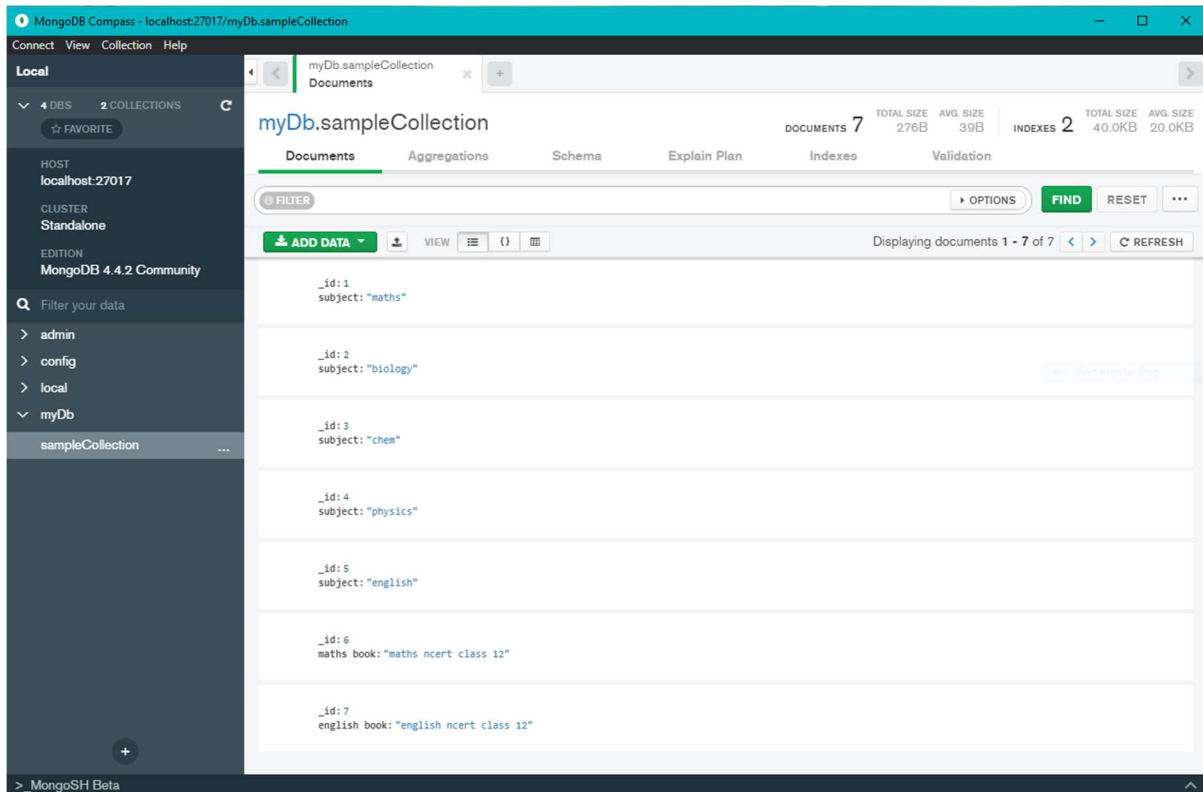 MongoDB Compass - localhost:27017/myDb.sampleCollection
Connect View Collection Help
Local
4 DBS 2 COLLECTIONS
☆ FAVORITE
HOST
localhost:27017
CLUSTER
Standalone
EDITION
MongoDB 4.4.2 Community
Filter your data
admin
config
local
myDb
sampleCollection ...
>_MongoSH Beta
myDb.sampleCollection
Documents
myDb.sampleCollection
DOCUMENTS 7 TOTAL SIZE 276B AVG. SIZE 39B INDEXES 2 TOTAL SIZE 40.0KB AVG. SIZE 20.0KB
Documents Aggregations Schema Explain Plan Indexes Validation
FILTER OPTIONS FIND RESET ...
ADD DATA VIEW {} Displaying documents 1 - 7 of 7 < > REFRESH
_id: 1
subject: "maths"
_id: 2
subject: "biology"
_id: 3
subject: "chem"
_id: 4
subject: "physics"
_id: 5
subject: "english"
_id: 6
maths book: "maths ncert class 12"
_id: 7
english book: "english ncert class 12"